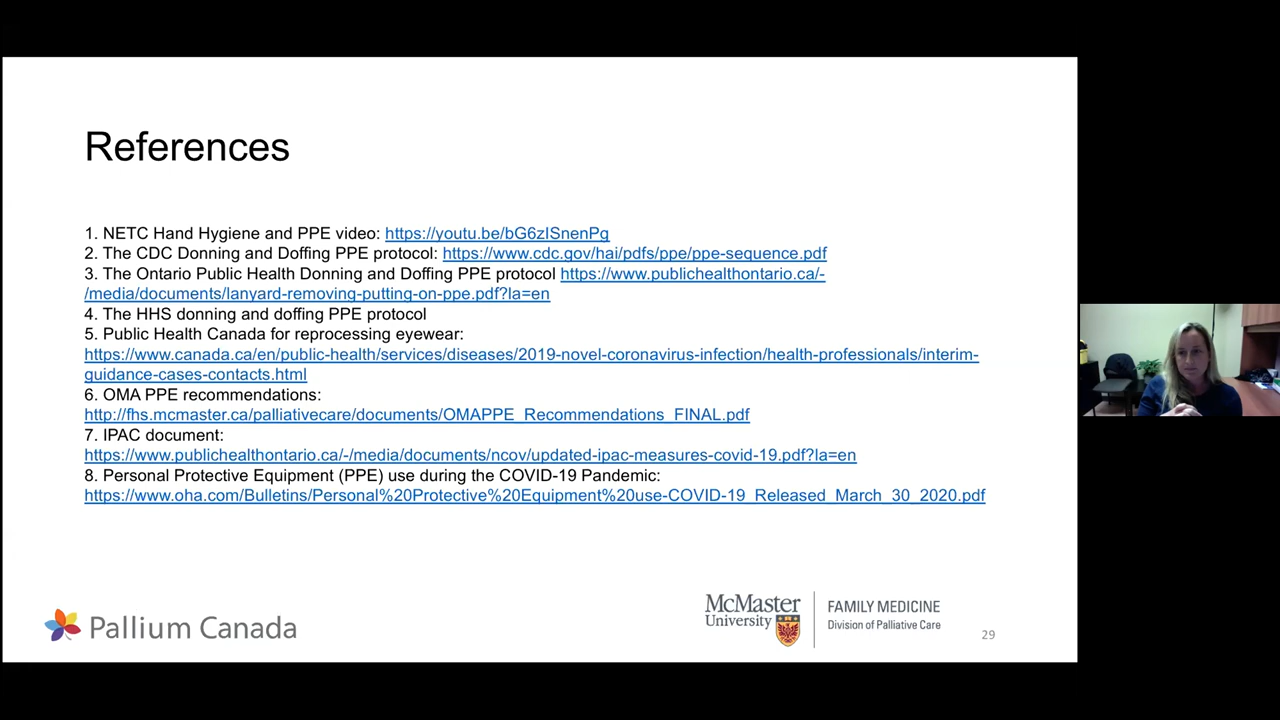 References
1. NETC Hand Hygiene and PPE video: https://youtu.be/bG6zISnenPg
2. The CDC Donning and Doffing PPE protocol: https://www.cdc.gov/hai/pdfs/ppe/ppe-sequence.pdf
3. The Ontario Public Health Donning and Doffing PPE protocol https://www.publichealthontario.ca/-
/media/documents/lanyard-removing-putting-on-ppe.pdf?la=en
4. The HHS donning and doffing PPE protocol
5. Public Health Canada for reprocessing eyewear:
https://www.canada.ca/en/public-health/services/diseases/2019-novel-coronavirus-infection/health-professionals/interim-
guidance-cases-contacts.html
6. OMA PPE recommendations:
http://fhs.mcmaster.ca/palliativecare/documents/OMAPPE_Recommendations_FINAL.pdf
7. IPAC document:
https://www.publichealthontario.ca/-/media/documents/ncov/updated-ipac-measures-covid-19.pdf?la=en
8. Personal Protective Equipment (PPE) use during the COVID-19 Pandemic:
https://www.oha.com/Bulletins/Personal%20Protective%20Equipment%20use-COVID-19_Released_March_30_2020.pdf
Pallium Canada
McMaster
University
FAMILY MEDICINE
Division of Palliative Care
29